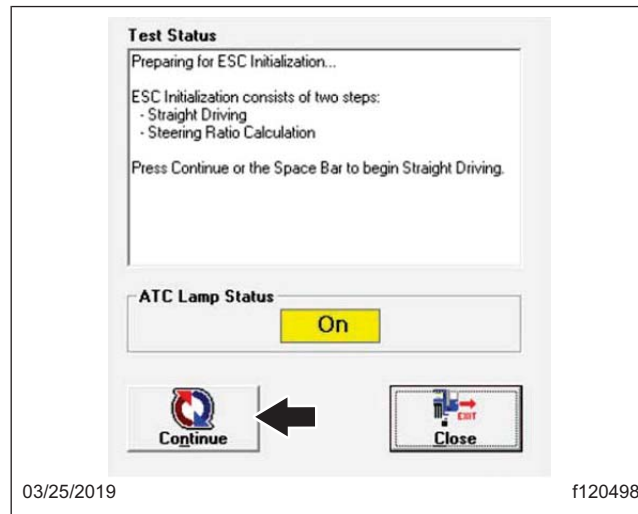 Test Status
Preparing for ESC Initialization...
ESC Initialization consists of two steps:
- Straight Driving
- Steering Ratio Calculation
Press Continue or the Space Bar to begin Straight Driving.
ATC Lamp Status
On
Continue
EXIT
Close
03/25/2019
f120498